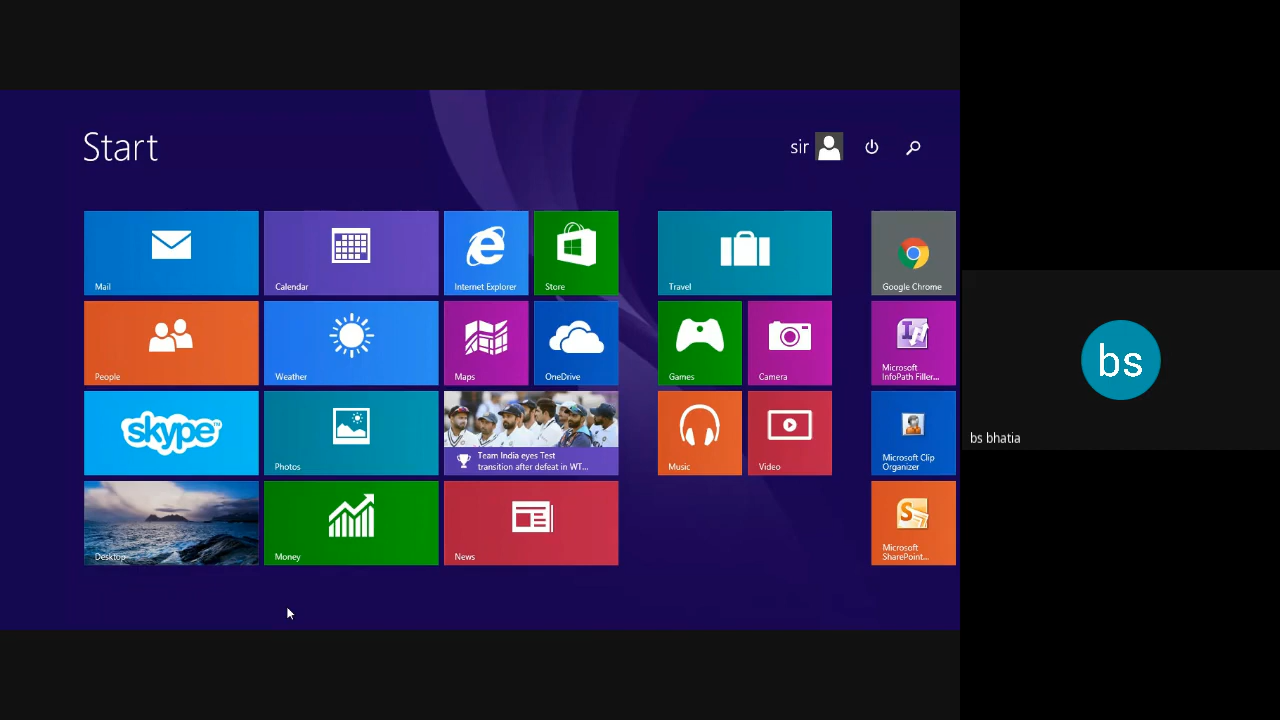 Start
sir
Mail
Calendar
Internet Explorer
Store
Travel
Google Chrome
People
Weather
Maps
OneDrive
Games
Camera
Microsoft
InfoPath Filler...
skype™
Photos
Team India eyes Test
transition after defeat in WT...
Music
Video
Microsoft Clip
Organizer
Desktop
Money
News
Microsoft
SharePoint...
bs
bs bhatia